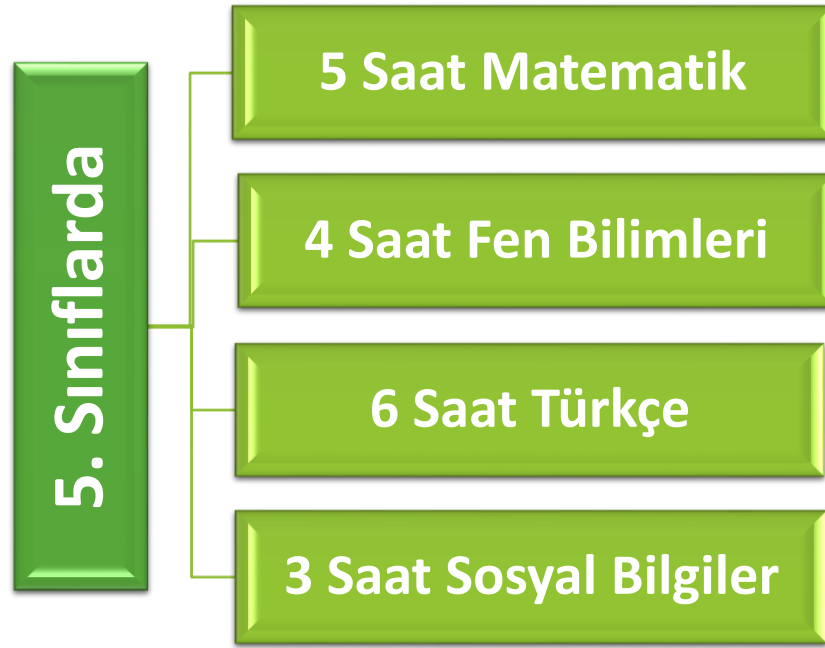 5. Sınıflarda
5 Saat Matematik
4 Saat Fen Bilimleri
6 Saat Türkçe
3 Saat Sosyal Bilgiler